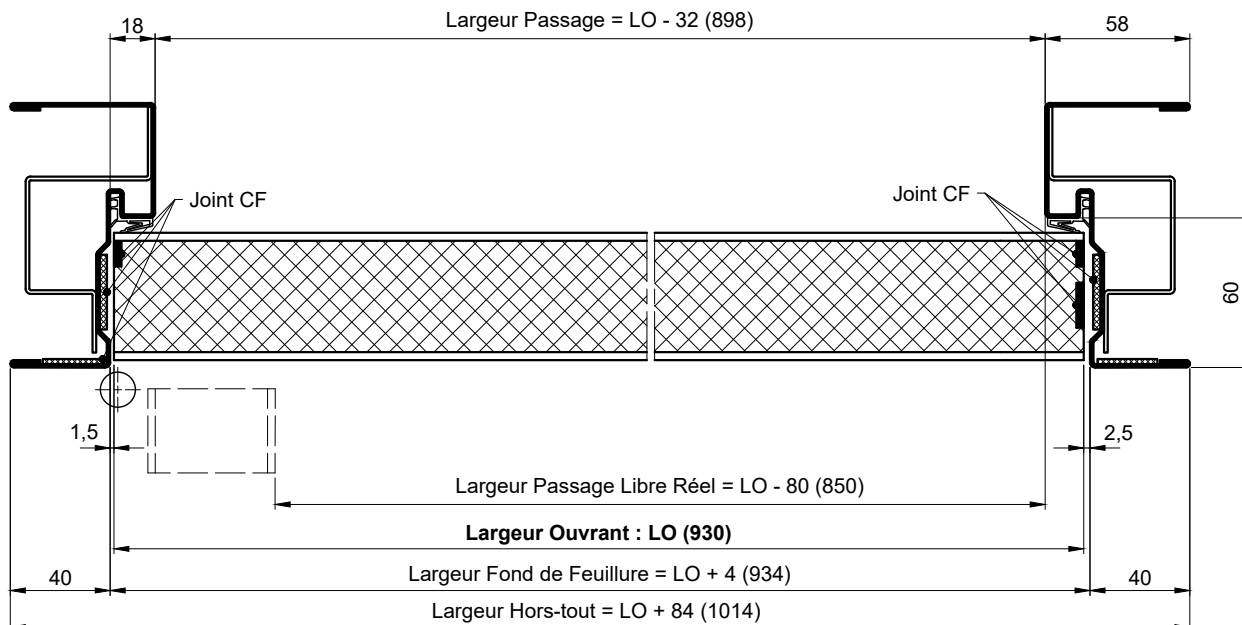 Largeur Passage = LO - 32 (898)
18
58
Joint CF
Joint CF
60
1,5
2,5
Largeur Passage Libre Réel = LO - 80 (850)
Largeur Ouvrant : LO (930)
40
Largeur Fond de Feuillure = LO + 4 (934)
40
Largeur Hors-tout = LO + 84 (1014)